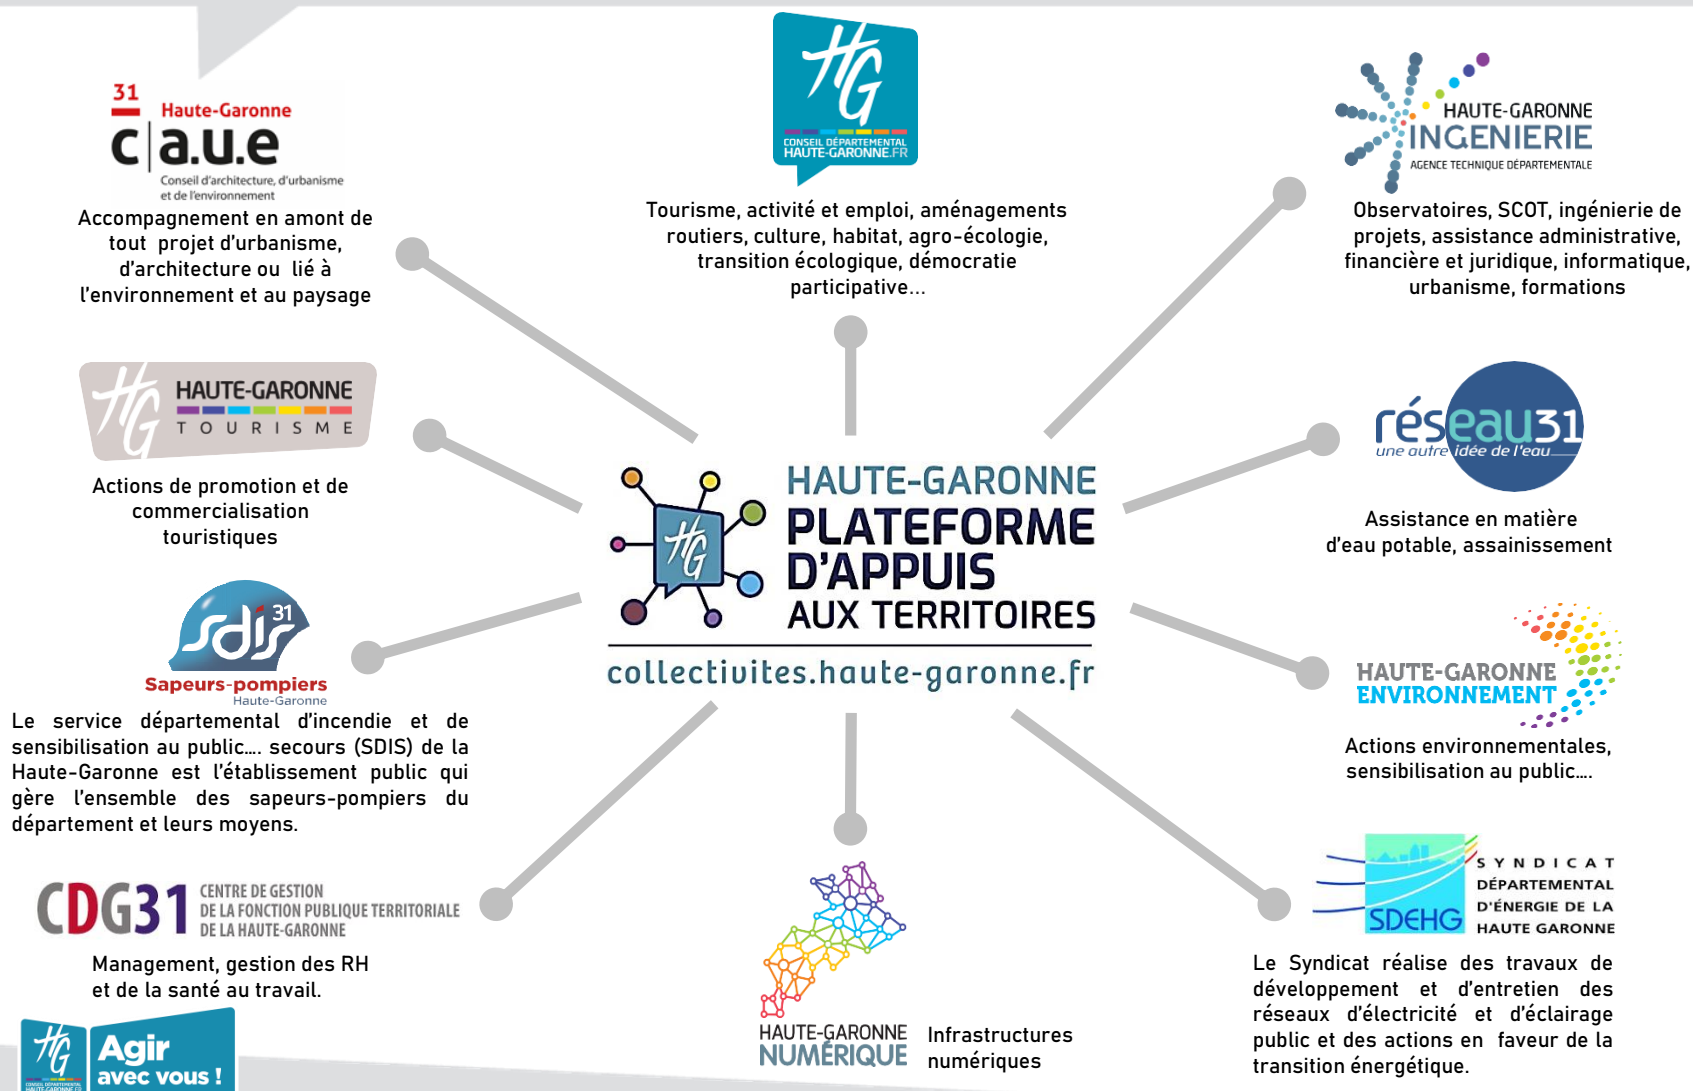 31
Haute-Garonne
c|a.u.e
Conseil d'architecture, d'urbanisme
et de l'environnement
Accompagnement en amont de
tout projet d'urbanisme,
d'architecture ou lié à
l'environnement et au paysage
HG
CONSEIL DÉPARTEMENTAL
HAUTE-GARONNE.FR
Tourisme, activité et emploi, aménagements
routiers, culture, habitat, agro-écologie,
transition écologique, démocratie
participative...
HAUTE-GARONNE
INGENIERIE
AGENCE TECHNIQUE DÉPARTEMENTALE
Observatoires, SCOT, ingénierie de
projets, assistance administrative,
financière et juridique, informatique,
urbanisme, formations
HG
HAUTE-GARONNE
TOURISME
Actions de promotion et de
commercialisation
touristiques
réseau31
une autre idée de l'eau
Assistance en matière
d'eau potable, assainissement
HG
HAUTE-GARONNE
PLATEFORME
D'APPUIS
AUX TERRITOIRES
collectivites.haute-garonne.fr
sdis 31
Sapeurs-pompiers
Haute-Garonne
Le service départemental d'incendie et de
sensibilisation au public.... secours (SDIS) de la
Haute-Garonne est l'établissement public qui
gère l'ensemble des sapeurs-pompiers du
département et leurs moyens.
HAUTE-GARONNE
ENVIRONNEMENT
Actions environnementales,
sensibilisation au public....
CDG31
CENTRE DE GESTION
DE LA FONCTION PUBLIQUE TERRITORIALE
DE LA HAUTE-GARONNE
Management, gestion des RH
et de la santé au travail.
HAUTE-GARONNE
NUMÉRIQUE
Infrastructures
numériques
SDEHG
SYNDICAT
DÉPARTEMENTAL
D'ÉNERGIE DE LA
HAUTE GARONNE
Le Syndicat réalise des travaux de
développement et d'entretien des
réseaux d'électricité et d'éclairage
public et des actions en faveur de la
transition énergétique.
HG
CONSEIL DÉPARTEMENTAL
HAUTE-GARONNE.FR
Agir
avec vous !